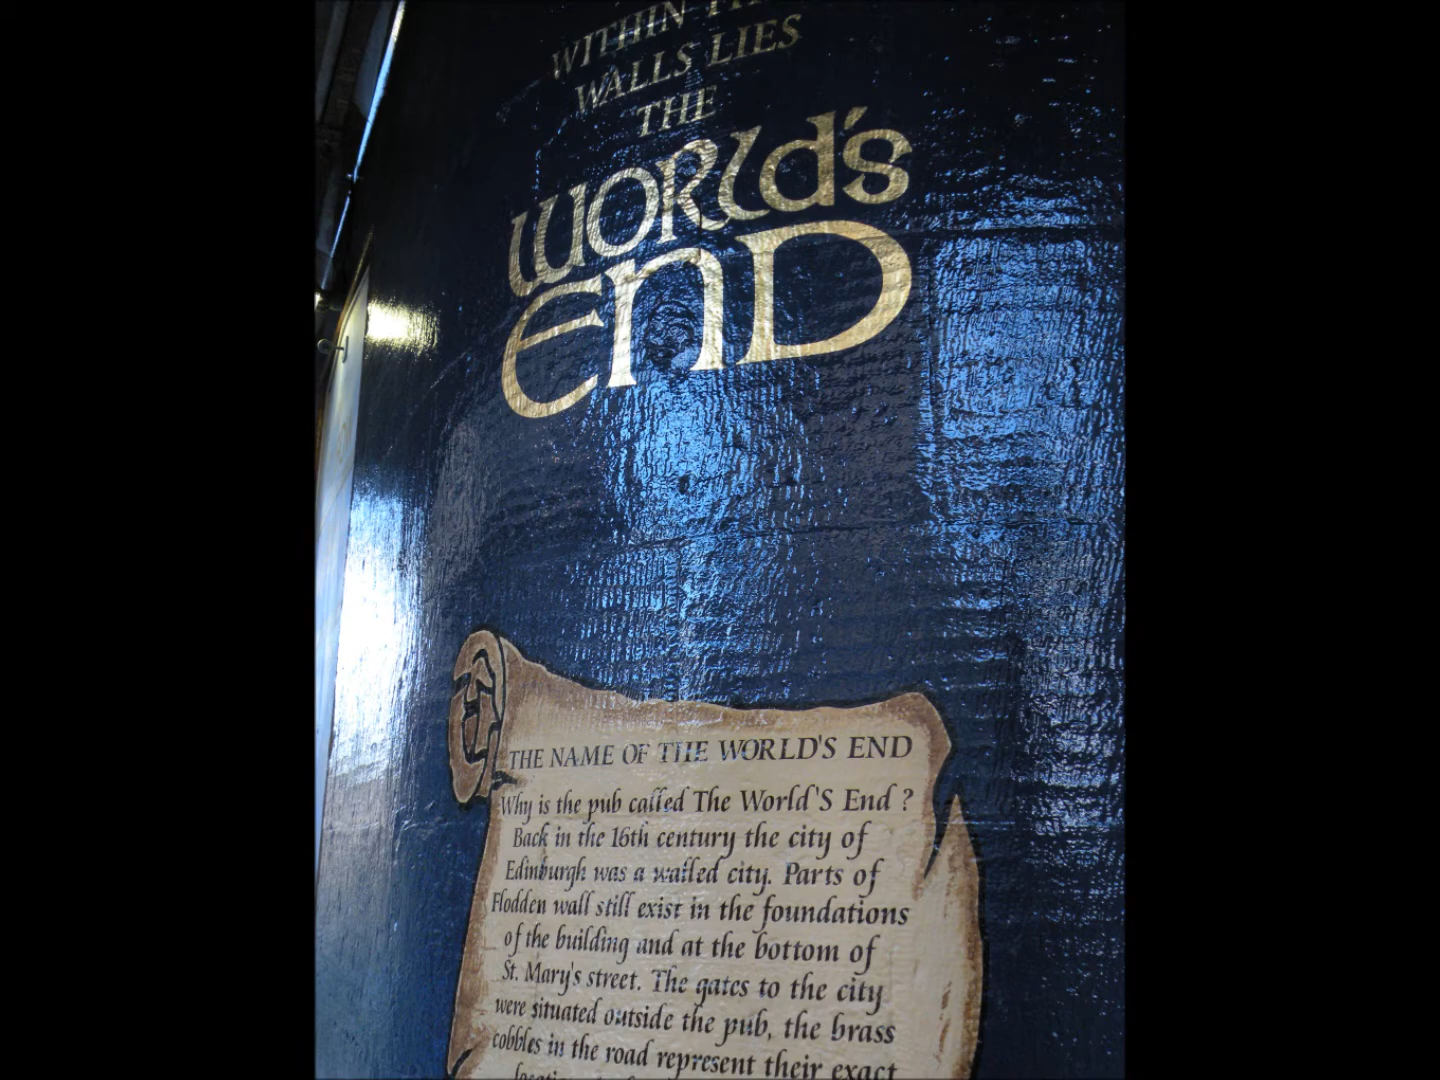 WITHIN
WALLS LIES
THE
WORld's
END
THE NAME OF THE WORLD'S END
Why is the pub called The World'S End ?
Back in the 16th century the city of
Edinburgh was a walled city. Parts of
Flodden wall still exist in the foundations
of the building and at the bottom of
St. Mary's street. The gates to the city
were situated outside the pub, the brass
cobbles in the road represent their exact